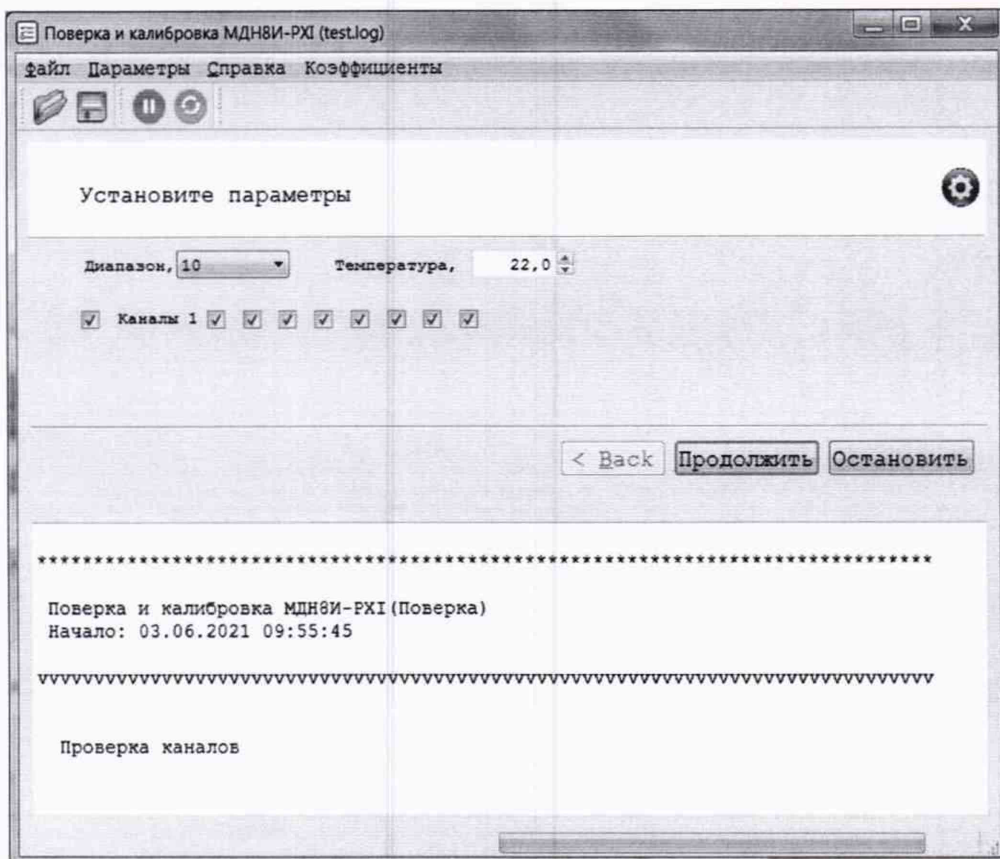 Поверка и калибровка МДН8И-PXI (test.log)
Файл Параметры Справка Коэффициенты
Установите параметры
Диапазон, 10 Температура, 22,0
Каналы 1
< Back Продолжить Остановить
********************************************************************************
Поверка и калибровка МДН8И-PXI(Поверка)
Начало: 03.06.2021 09:55:45
vvvvvvvvvvvvvvvvvvvvvvvvvvvvvvvvvvvvvvvvvvvvvvvvvvvvvvvvvvvvvvvvvvvvvvvvvvvvvvvv
Проверка каналов